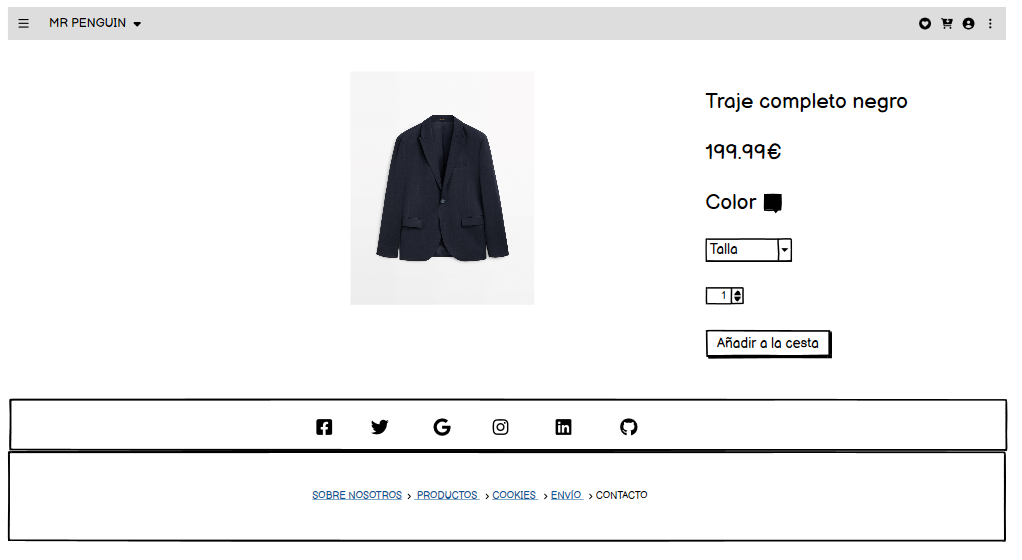 MR PENGUIN
Traje completo negro
199.99€
Color
Talla
1
Añadir a la cesta
SOBRE NOSOTROS > PRODUCTOS > COOKIES > ENVÍO > CONTACTO